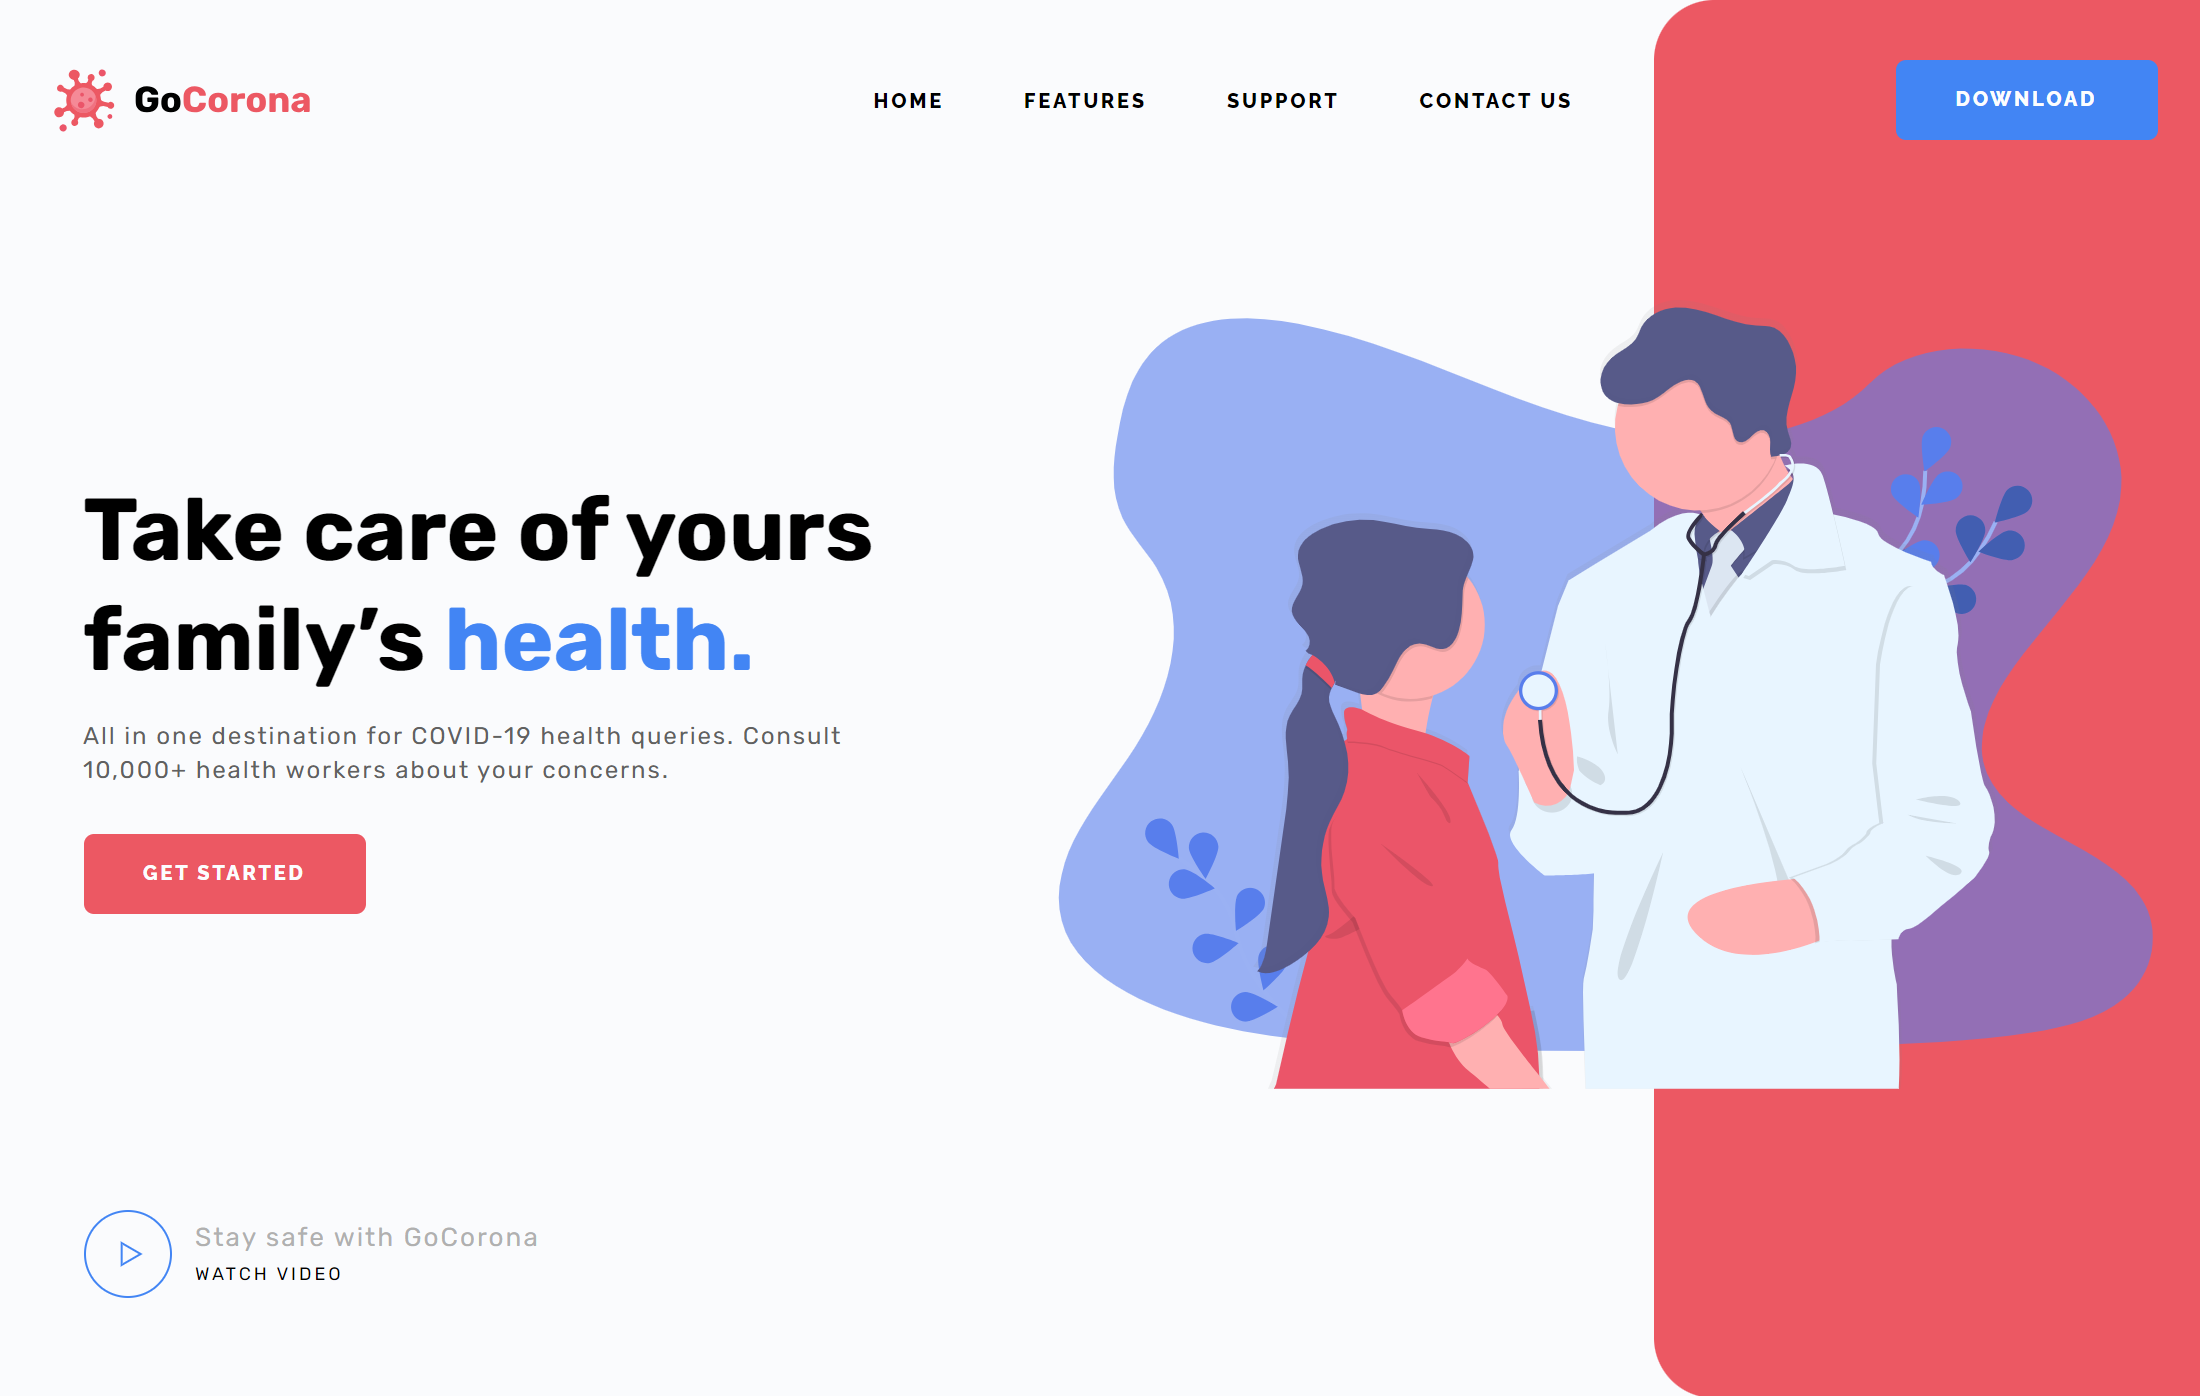 GoCorona
HOME
FEATURES
SUPPORT
CONTACT US
DOWNLOAD
Take care of yours
family’s health.
All in one destination for COVID-19 health queries. Consult
10,000+ health workers about your concerns.
GET STARTED
Stay safe with GoCorona
WATCH VIDEO